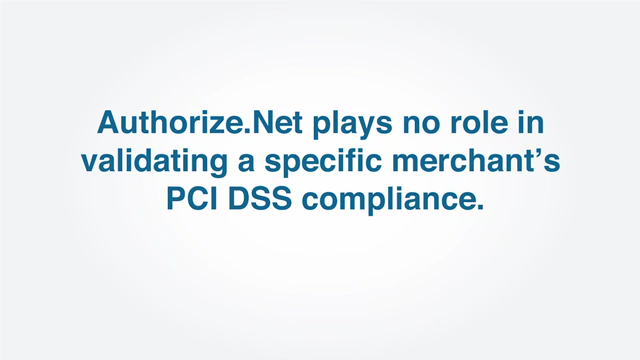 Authorize.Net plays no role in
validating a specific merchant’s
PCI DSS compliance.